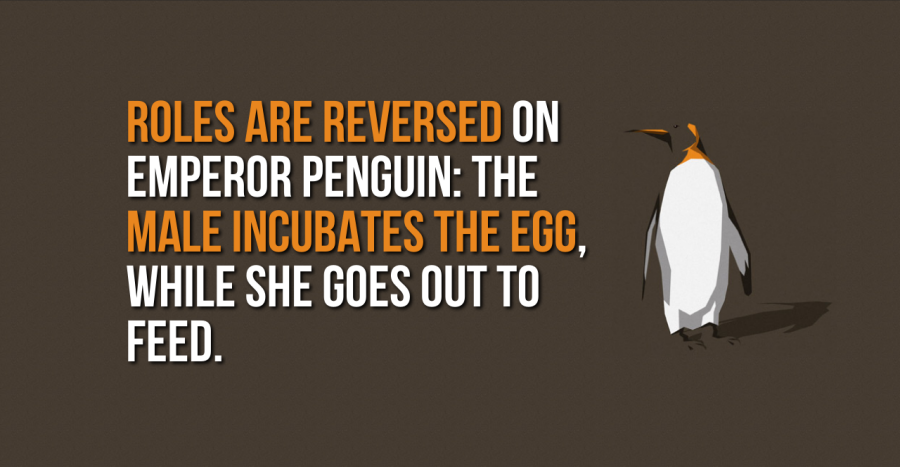 ROLES ARE REVERSED ON
EMPEROR PENGUIN: THE
MALE INCUBATES THE EGG,
WHILE SHE GOES OUT TO
FEED.